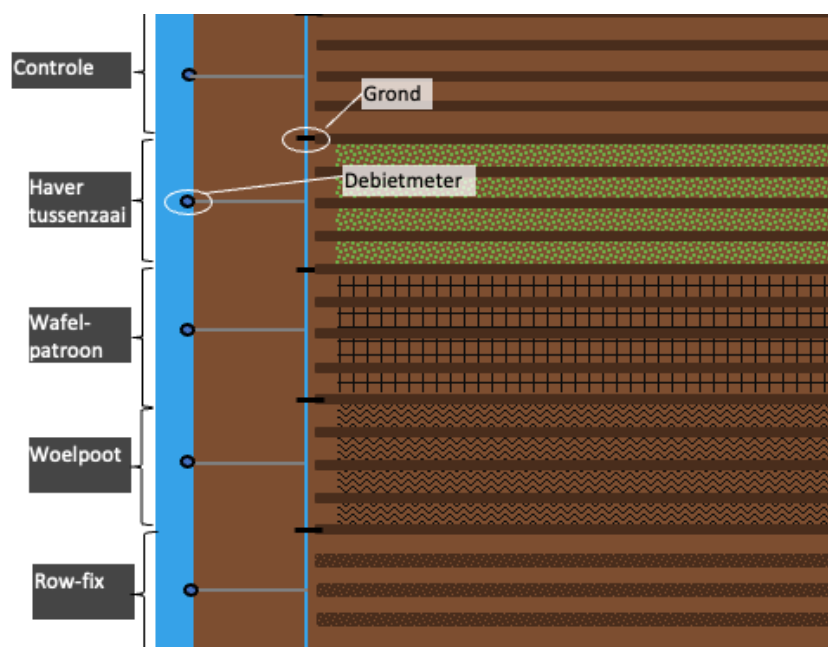 Controle
Grond
Haver
tussenzaai
Debietmeter
Wafel-
patroon
Woelpoot
Row-fix